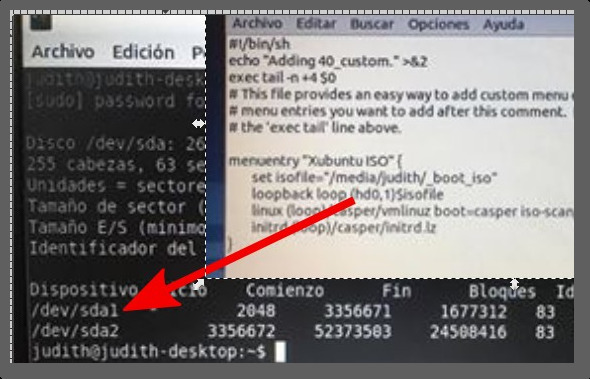 Archivo Editar Buscar Opciones Ayuda
#!/bin/sh
echo "Adding 40_custom." >&2
exec tail -n +4 $0
# This file provides an easy way to add custom menu
# menu entries you want to add after this comment.
# the 'exec tail' line above.
menuentry "Xubuntu ISO" {
set isofile="/media/judith/_boot_iso"
loopback loop (hd0,1)$isofile
linux (loop)/casper/vmlinuz boot=casper iso-scan
initrd (loop)/casper/initrd.lz
}
Archivo Edición
judith@judith-desk
[sudo] password fo
Disco /dev/sda: 26
255 cabezas, 63 se
Unidades = sectore
Tamaño de sector (
Tamaño E/S (mínimo
Identificador del
Dispositivo Inicio Comienzo Fin Bloques Id
/dev/sda1 * 2048 3356671 1677312 83
/dev/sda2 3356672 52373503 24508416 83
judith@judith-desktop:~$